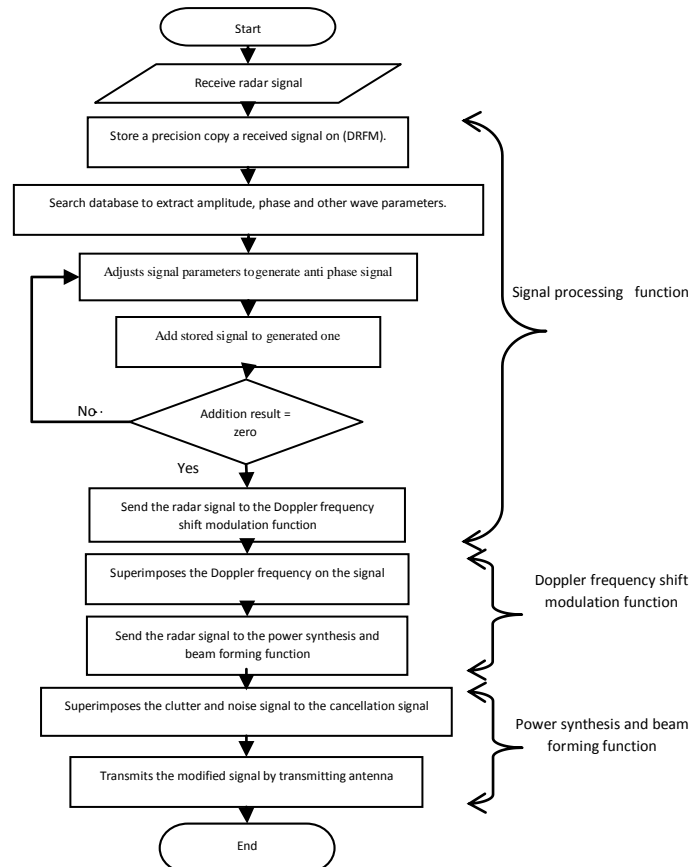 Start
Receive radar signal
Store a precision copy a received signal on (DRFM).
Search database to extract amplitude, phase and other wave parameters.
Adjusts signal parameters to generate anti phase signal
Signal processing function
Add stored signal to generated one
No
Addition result =
zero
Yes
Send the radar signal to the Doppler frequency
shift modulation function
Superimposes the Doppler frequency on the signal
Doppler frequency shift
modulation function
Send the radar signal to the power synthesis and
beam forming function
Superimposes the clutter and noise signal to the cancellation signal
Power synthesis and beam
forming function
Transmits the modified signal by transmitting antenna
End